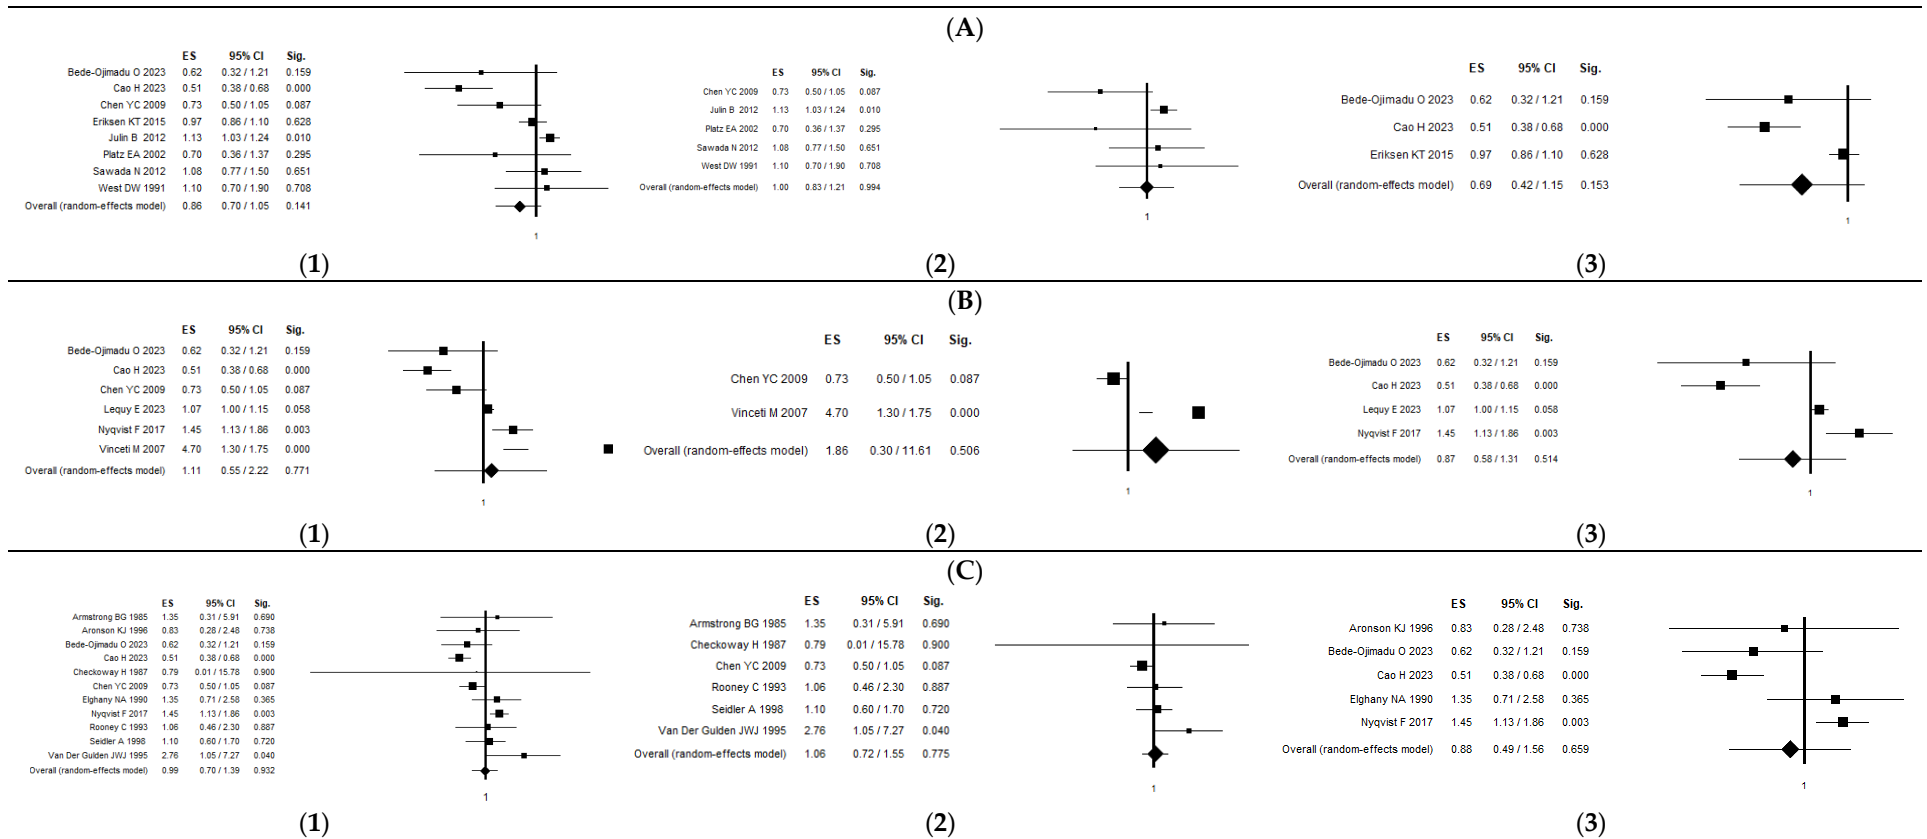 (A)
ES 95% CI Sig.
Bede-Ojimadu O 2023 0.62 0.32 / 1.21 0.159
Cao H 2023 0.51 0.38 / 0.68 0.000
Chen YC 2009 0.73 0.50 / 1.05 0.087
Eriksen KT 2015 0.97 0.86 / 1.10 0.628
Julin B 2012 1.13 1.03 / 1.24 0.010
Platz EA 2002 0.70 0.36 / 1.37 0.295
Sawada N 2012 1.08 0.77 / 1.50 0.651
West DW 1991 1.10 0.70 / 1.90 0.708
Overall (random-effects model) 0.86 0.70 / 1.05 0.141
1
(1)
ES 95% CI Sig.
Chen YC 2009 0.73 0.50 / 1.05 0.087
Julin B 2012 1.13 1.03 / 1.24 0.010
Platz EA 2002 0.70 0.36 / 1.37 0.295
Sawada N 2012 1.08 0.77 / 1.50 0.651
West DW 1991 1.10 0.70 / 1.90 0.708
Overall (random-effects model) 1.00 0.83 / 1.21 0.994
1
(2)
ES 95% CI Sig.
Bede-Ojimadu O 2023 0.62 0.32 / 1.21 0.159
Cao H 2023 0.51 0.38 / 0.68 0.000
Eriksen KT 2015 0.97 0.86 / 1.10 0.628
Overall (random-effects model) 0.69 0.42 / 1.15 0.153
1
(3)
(B)
ES 95% CI Sig.
Bede-Ojimadu O 2023 0.62 0.32 / 1.21 0.159
Cao H 2023 0.51 0.38 / 0.68 0.000
Chen YC 2009 0.73 0.50 / 1.05 0.087
Lequy E 2023 1.07 1.00 / 1.15 0.058
Nyqvist F 2017 1.45 1.13 / 1.86 0.003
Vinceti M 2007 4.70 1.30 / 1.75 0.000
Overall (random-effects model) 1.11 0.55 / 2.22 0.771
1
(1)
ES 95% CI Sig.
Chen YC 2009 0.73 0.50 / 1.05 0.087
Vinceti M 2007 4.70 1.30 / 1.75 0.000
Overall (random-effects model) 1.86 0.30 / 11.61 0.506
1
(2)
ES 95% CI Sig.
Bede-Ojimadu O 2023 0.62 0.32 / 1.21 0.159
Cao H 2023 0.51 0.38 / 0.68 0.000
Lequy E 2023 1.07 1.00 / 1.15 0.058
Nyqvist F 2017 1.45 1.13 / 1.86 0.003
Overall (random-effects model) 0.87 0.58 / 1.31 0.514
1
(3)
(C)
ES 95% CI Sig.
Armstrong BG 1985 1.35 0.31 / 5.91 0.690
Aronson KJ 1996 0.83 0.28 / 2.48 0.738
Bede-Ojimadu O 2023 0.62 0.32 / 1.21 0.159
Cao H 2023 0.51 0.38 / 0.68 0.000
Checkoway H 1987 0.79 0.01 / 15.78 0.900
Chen YC 2009 0.73 0.50 / 1.05 0.087
Elghany NA 1990 1.35 0.71 / 2.58 0.365
Nyqvist F 2017 1.45 1.13 / 1.86 0.003
Rooney C 1993 1.06 0.46 / 2.30 0.887
Seidler A 1998 1.10 0.60 / 1.70 0.720
Van Der Gulden JWJ 1995 2.76 1.05 / 7.27 0.040
Overall (random-effects model) 0.99 0.70 / 1.39 0.932
1
(1)
ES 95% CI Sig.
Armstrong BG 1985 1.35 0.31 / 5.91 0.690
Checkoway H 1987 0.79 0.01 / 15.78 0.900
Chen YC 2009 0.73 0.50 / 1.05 0.087
Rooney C 1993 1.06 0.46 / 2.30 0.887
Seidler A 1998 1.10 0.60 / 1.70 0.720
Van Der Gulden JWJ 1995 2.76 1.05 / 7.27 0.040
Overall (random-effects model) 1.06 0.72 / 1.55 0.775
1
(2)
ES 95% CI Sig.
Aronson KJ 1996 0.83 0.28 / 2.48 0.738
Bede-Ojimadu O 2023 0.62 0.32 / 1.21 0.159
Cao H 2023 0.51 0.38 / 0.68 0.000
Elghany NA 1990 1.35 0.71 / 2.58 0.365
Nyqvist F 2017 1.45 1.13 / 1.86 0.003
Overall (random-effects model) 0.88 0.49 / 1.56 0.659
1
(3)